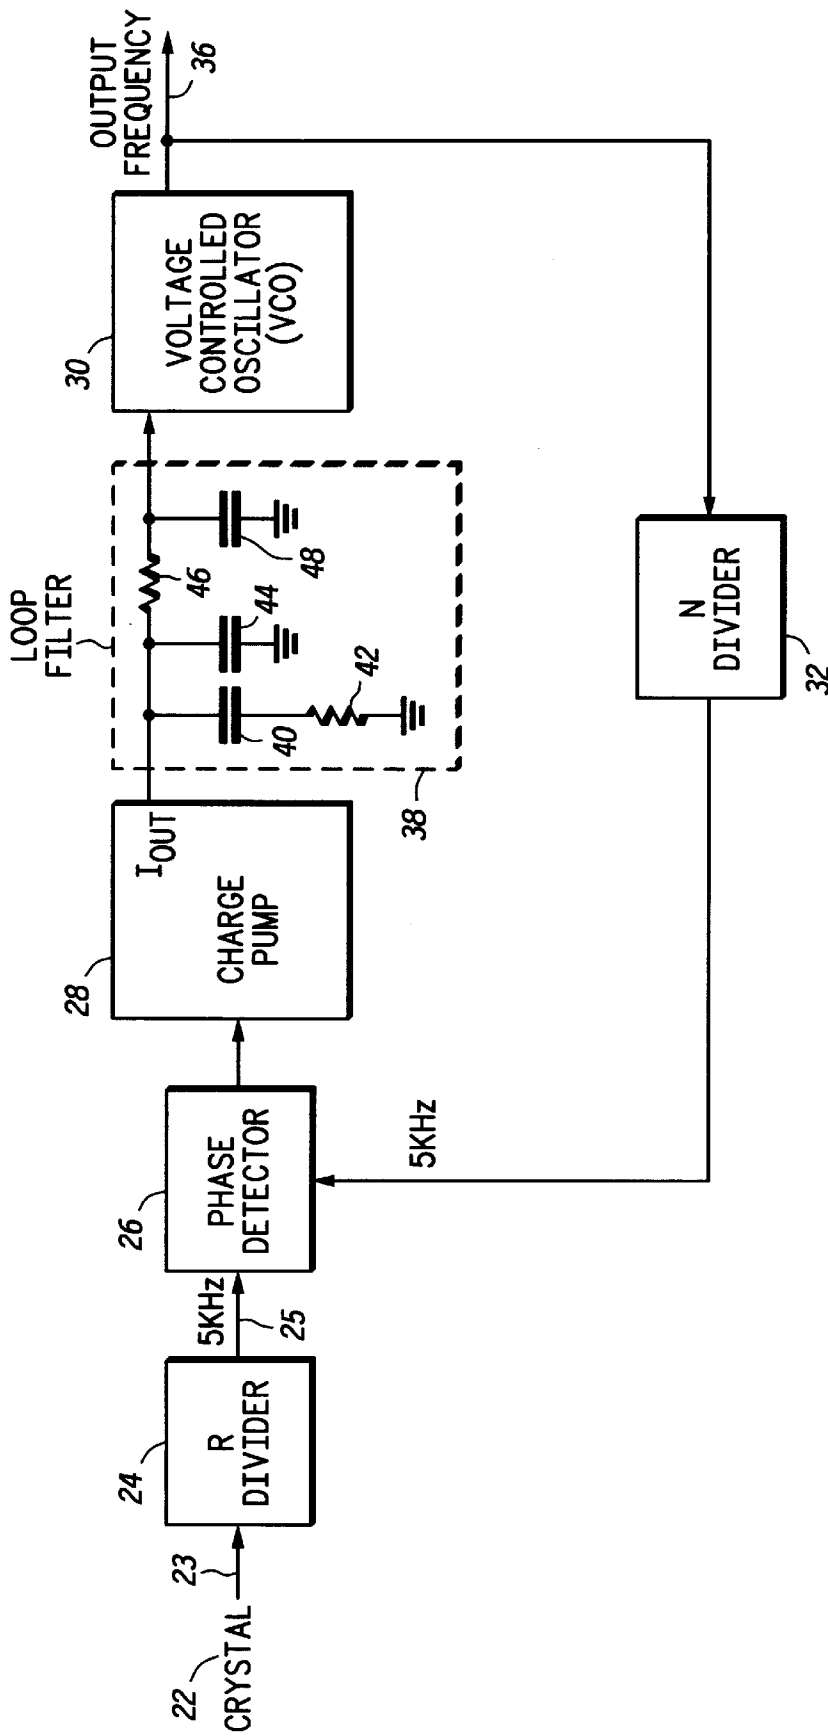 22
CRYSTAL
23
24
R
DIVIDER
5KHz
25
26
PHASE
DETECTOR
28
IOUT
CHARGE
PUMP
LOOP
FILTER
38
40
42
44
46
48
30
VOLTAGE
CONTROLLED
OSCILLATOR
(VCO)
OUTPUT
FREQUENCY
36
5KHz
N
DIVIDER
32